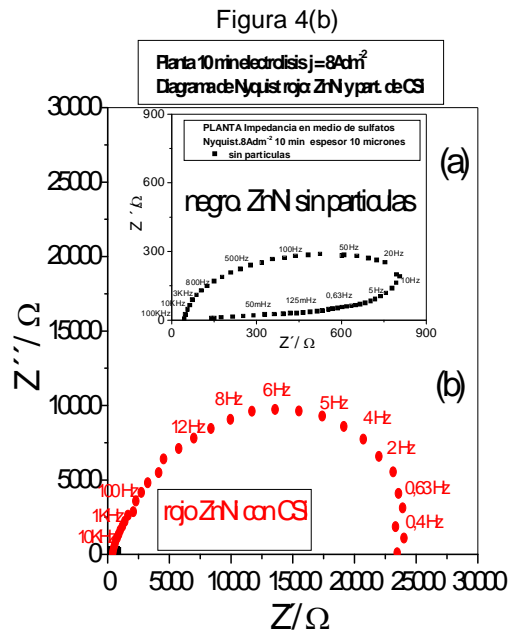 Figura 4(b)
Planta 10 min electrolisis j = 8Adm-2
Diagrama de Nyquist rojo: ZnNi y part. de CSi
30000
25000
20000
15000
10000
5000
0
Z´´/ Ω
900
600
300
0
Z´´/Ω
PLANTA Impedancia en medio de sulfatos
Nyquist.8Adm-2 10 min espesor 10 micrones
sin particulas
(a)
negro. ZnNi sin particulas
500Hz
100Hz
50Hz
20Hz
800Hz
3KHz
10KHz
100KHz
50mHz
125mHz
0,63Hz
5Hz
10Hz
0
300
600
900
Z´/Ω
(b)
8Hz
6Hz
5Hz
4Hz
12Hz
2Hz
100Hz
0,63Hz
1KHz
0,4Hz
10KHz
rojo ZnNi con CSi
0
5000
10000
15000
20000
25000
30000
Z´/ Ω